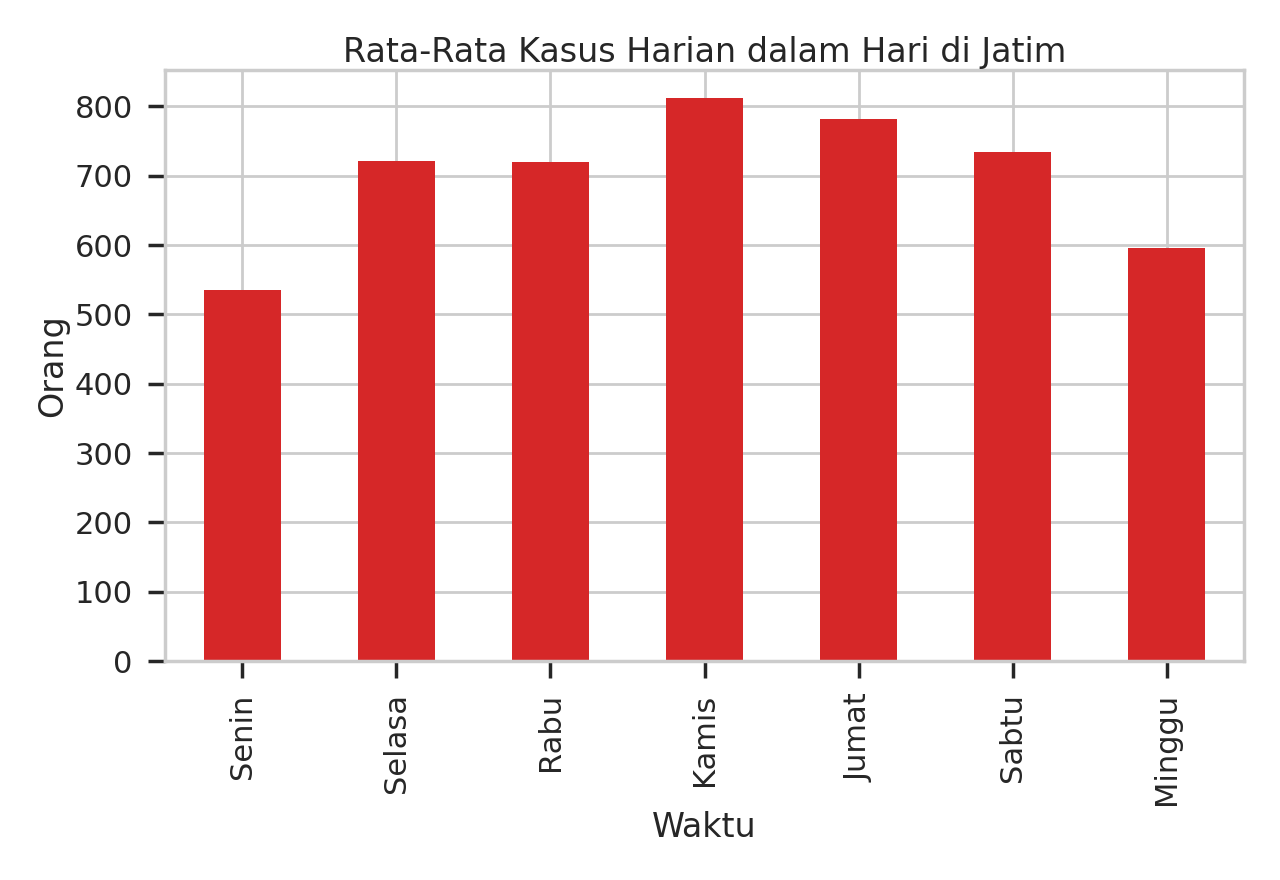 Rata-Rata Kasus Harian dalam Hari di Jatim
800
700
600
500
400
300
200
100
0
Orang
Senin
Selasa
Rabu
Kamis
Jumat
Sabtu
Minggu
Waktu